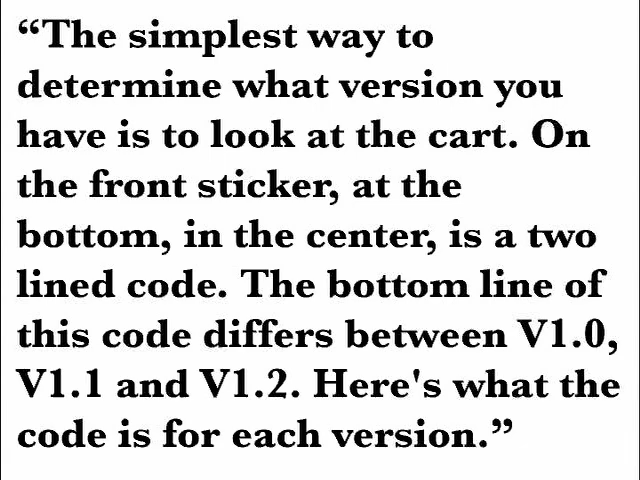 “The simplest way to
determine what version you
have is to look at the cart. On
the front sticker, at the
bottom, in the center, is a two
lined code. The bottom line of
this code differs between V1.0,
V1.1 and V1.2. Here's what the
code is for each version.”